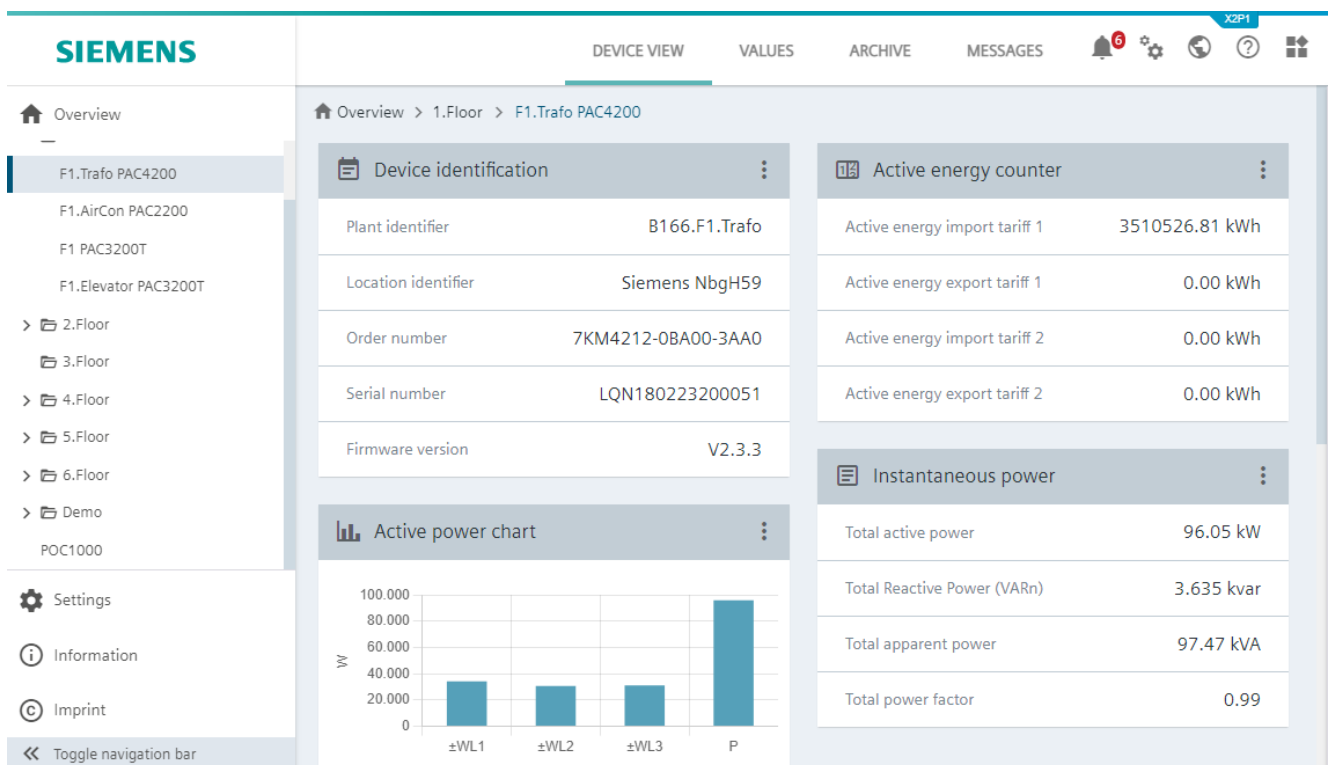 X2P1
SIEMENS
DEVICE VIEW
VALUES
ARCHIVE
MESSAGES
6
Overview
F1.Trafo PAC4200
F1.AirCon PAC2200
F1 PAC3200T
F1.Elevator PAC3200T
2.Floor
3.Floor
4.Floor
5.Floor
6.Floor
Demo
POC1000
Settings
Information
Imprint
Toggle navigation bar
Overview > 1.Floor > F1.Trafo PAC4200
Device identification
Plant identifier B166.F1.Trafo
Location identifier Siemens NbgH59
Order number 7KM4212-0BA00-3AA0
Serial number LQN180223200051
Firmware version V2.3.3
Active power chart
W
100.000
80.000
60.000
40.000
20.000
0
±WL1 ±WL2 ±WL3 P
Active energy counter
Active energy import tariff 1 3510526.81 kWh
Active energy export tariff 1 0.00 kWh
Active energy import tariff 2 0.00 kWh
Active energy export tariff 2 0.00 kWh
Instantaneous power
Total active power 96.05 kW
Total Reactive Power (VARn) 3.635 kvar
Total apparent power 97.47 kVA
Total power factor 0.99